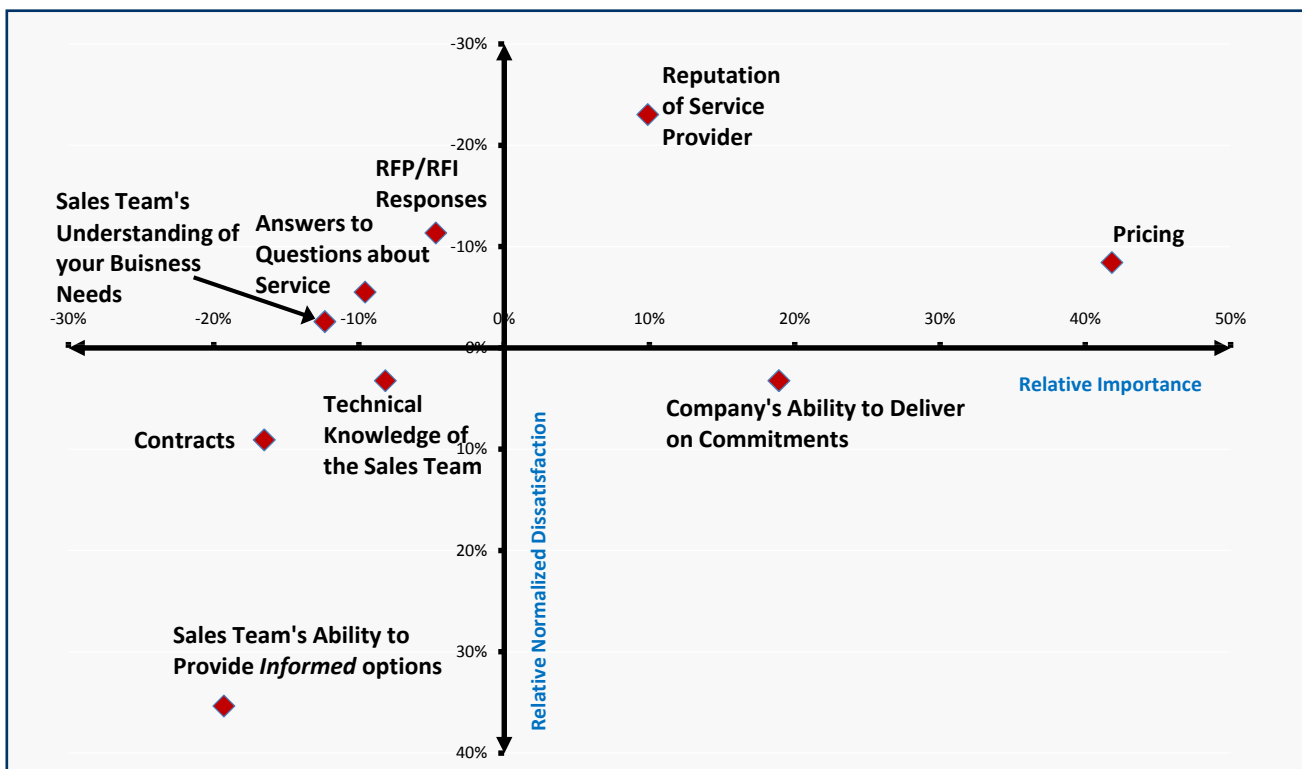 -30%
Reputation
of Service
Provider
-20%
RFP/RFI
Responses
Sales Team's
Understanding of
your Buisness
Needs
Answers to
Questions about
Service
-10%
Pricing
-30%
-20%
-10%
0%
10%
20%
30%
40%
50%
0%
Relative Importance
Technical
Knowledge of
the Sales Team
Company's Ability to Deliver
on Commitments
Contracts
10%
Relative Normalized Dissatisfaction
20%
Sales Team's Ability to
Provide Informed options
30%
40%